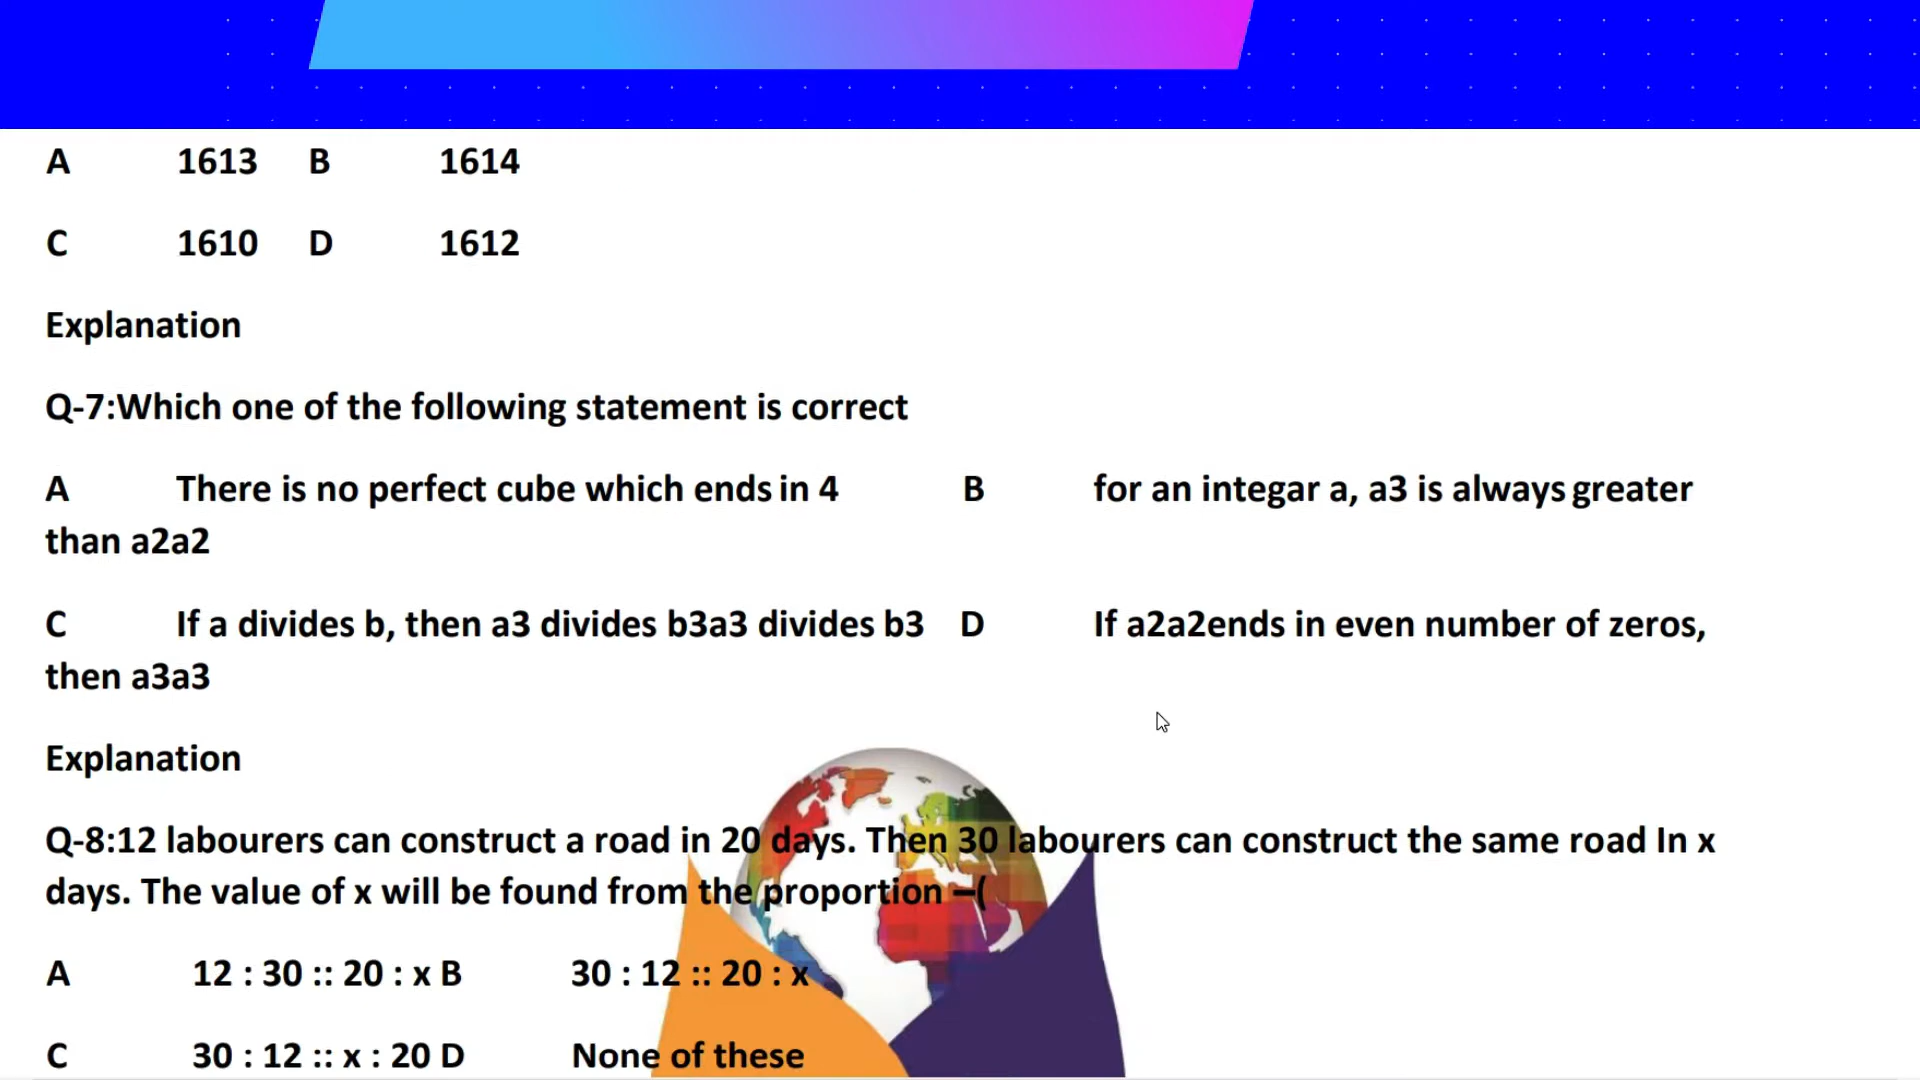 A 1613 B 1614
C 1610 D 1612
Explanation
Q-7:Which one of the following statement is correct
A There is no perfect cube which ends in 4 B for an integar a, a3 is always greater
than a2a2
C If a divides b, then a3 divides b3a3 divides b3 D If a2a2ends in even number of zeros,
then a3a3
Explanation
Q-8:12 labourers can construct a road in 20 days. Then 30 labourers can construct the same road In x
days. The value of x will be found from the proportion –(
A 12 : 30 :: 20 : x B 30 : 12 :: 20 : x
C 30 : 12 :: x : 20 D None of these